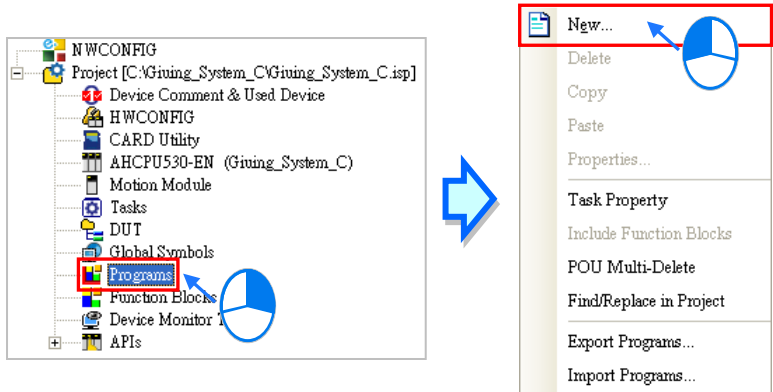 NWCONFIG
Project [C:\Giuing_System_C\Giuing_System_C.isp]
Device Comment & Used Device
HWCONFIG
CARD Utility
AHCPU530-EN (Giuing_System_C)
Motion Module
Tasks
DUT
Global Symbols
Programs
Function Blocks
Device Monitor
APIs
New...
Delete
Copy
Paste
Properties...
Task Property
Include Function Blocks
POU Multi-Delete
Find/Replace in Project
Export Programs...
Import Programs...